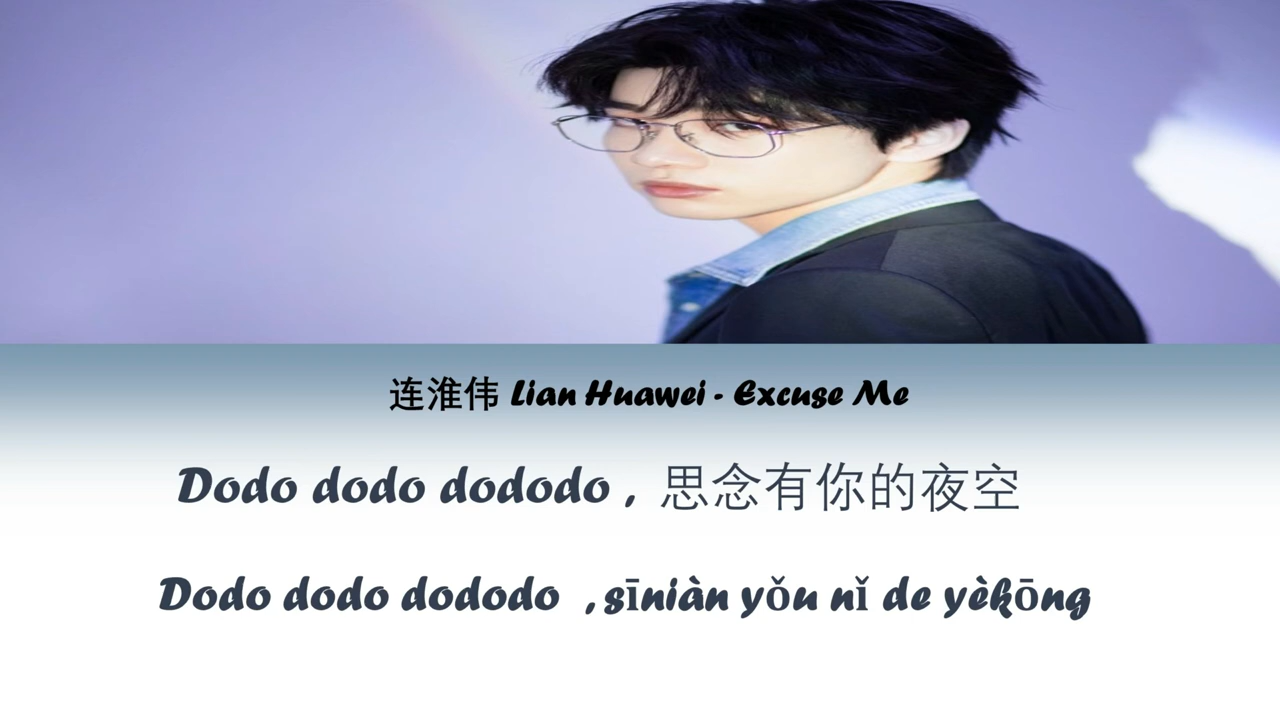 连淮伟 Lian Huawei - Excuse Me
Dodo dodo dododo , 思念有你的夜空
Dodo dodo dododo , sīniàn yǒu nǐ de yèkōng